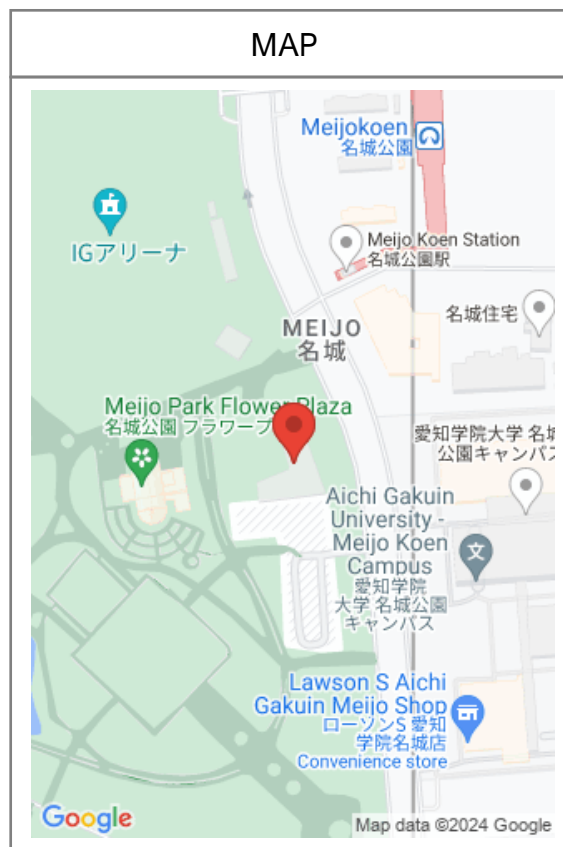 MAP
Meijokoen
名城公園
IGアリーナ
Meijo Koen Station
名城公園駅
MEIJO
名城
名城住宅
Meijo Park Flower Plaza
名城公園 フラワープ
愛知学院大学 名城
公園キャンパス
Aichi Gakuin
University -
Meijo Koen
Campus
愛知学院
大学 名城公園
キャンパス
Lawson S Aichi
Gakuin Meijo Shop
ローソンS 愛知
学院名城店
Convenience store
Google
Map data ©2024 Google